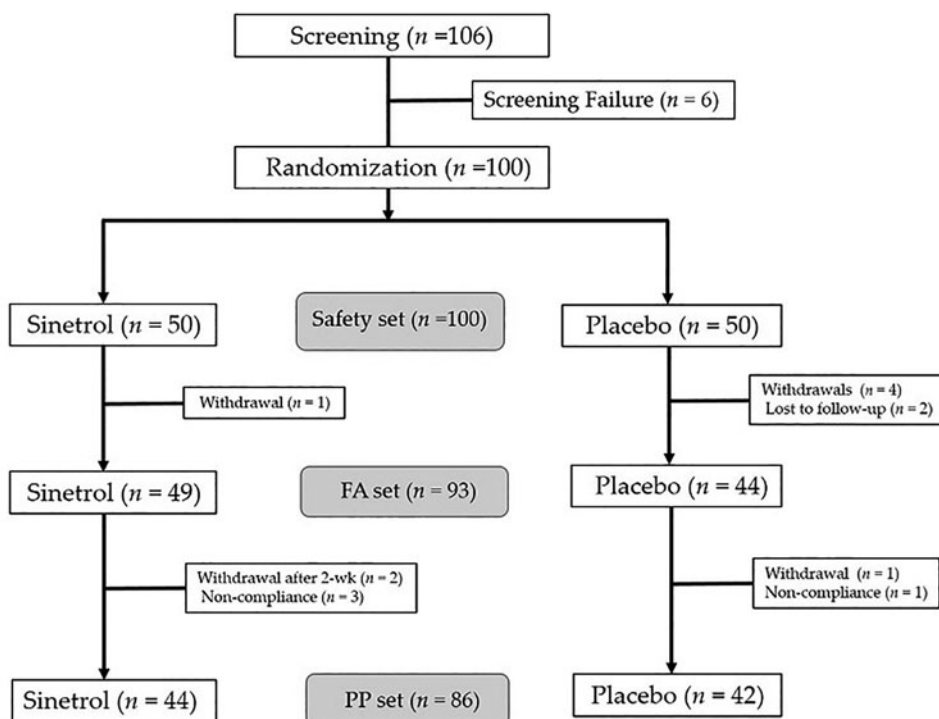 Screening (n =106)
Screening Failure (n = 6)
Randomization (n =100)
Sinetrol (n = 50)
Safety set (n =100)
Placebo (n = 50)
Withdrawal (n = 1)
Withdrawals (n = 4)
Lost to follow-up (n = 2)
Sinetrol (n = 49)
FA set (n = 93)
Placebo (n = 44)
Withdrawal after 2-wk (n = 2)
Non-compliance (n = 3)
Withdrawal (n = 1)
Non-compliance (n = 1)
Sinetrol (n = 44)
PP set (n = 86)
Placebo (n = 42)